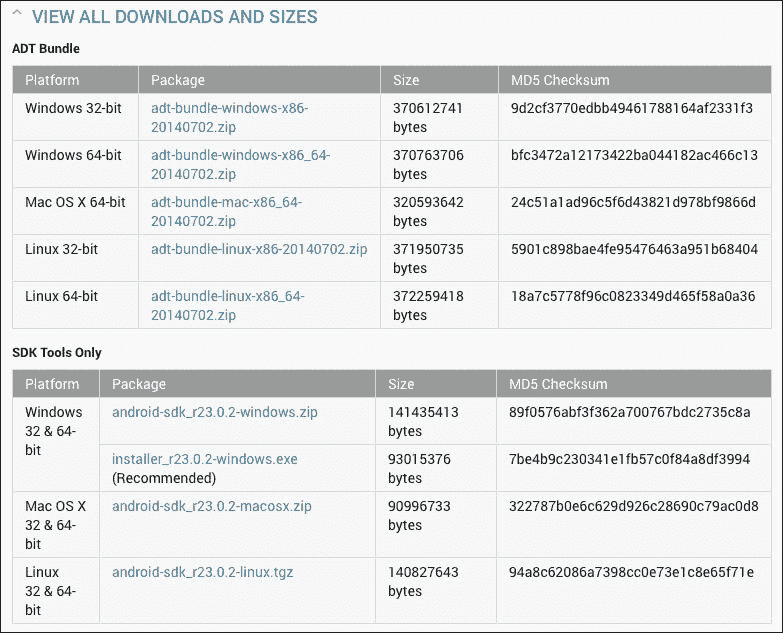 VIEW ALL DOWNLOADS AND SIZES
ADT Bundle
Platform Package Size MD5 Checksum
Windows 32-bit adt-bundle-windows-x86- 370612741 9d2cf3770edbb49461788164af2331f3
20140702.zip bytes
Windows 64-bit adt-bundle-windows-x86_64- 370763706 bfc3472a12173422ba044182ac466c13
20140702.zip bytes
Mac OS X 64-bit adt-bundle-mac-x86_64- 320593642 24c51a1ad96c5f6d43821d978bf9866d
20140702.zip bytes
Linux 32-bit adt-bundle-linux-x86-20140702.zip 371950735 5901c898bae4fe95476463a951b68404
bytes
Linux 64-bit adt-bundle-linux-x86_64- 372259418 18a7c5778f96c0823349d465f58a0a36
20140702.zip bytes
SDK Tools Only
Platform Package Size MD5 Checksum
Windows android-sdk_r23.0.2-windows.zip 141435413 89f0576abf3f362a700767bdc2735c8a
32 & 64- bytes
bit
installer_r23.0.2-windows.exe 93015376 7be4b9c230341e1fb57c0f84a8df3994
(Recommended) bytes
Mac OS X android-sdk_r23.0.2-macosx.zip 90996733 322787b0e6c629d926c28690c79ac0d8
32 & 64- bytes
bit
Linux android-sdk_r23.0.2-linux.tgz 140827643 94a8c62086a7398cc0e73e1c8e65f71e
32 & 64- bytes
bit